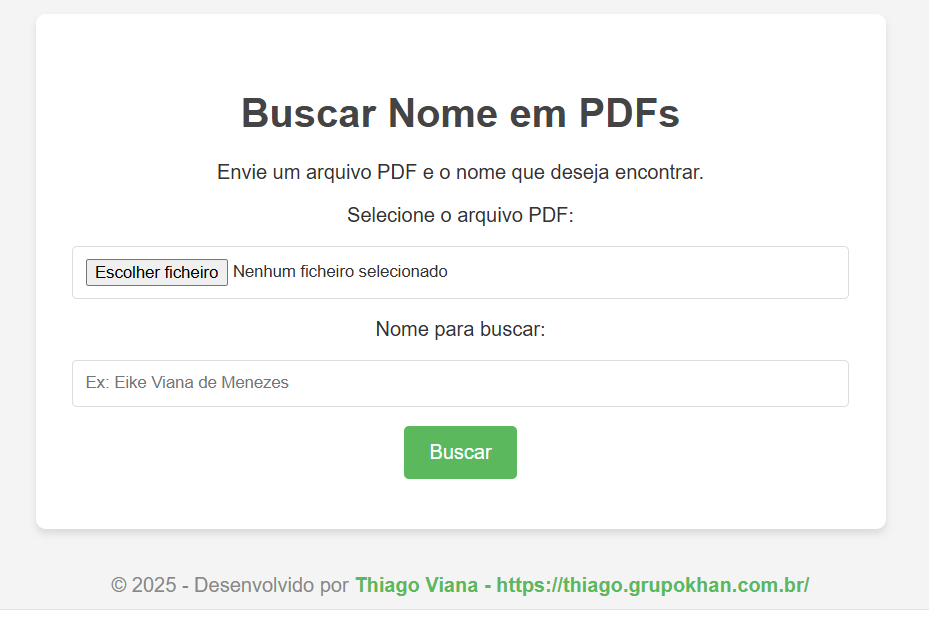 Buscar Nome em PDFs
Envie um arquivo PDF e o nome que deseja encontrar.
Selecione o arquivo PDF:
Escolher ficheiro Nenhum ficheiro selecionado
Nome para buscar:
Ex: Eike Viana de Menezes
Buscar
© 2025 - Desenvolvido por Thiago Viana - https://thiago.grupokhan.com.br/